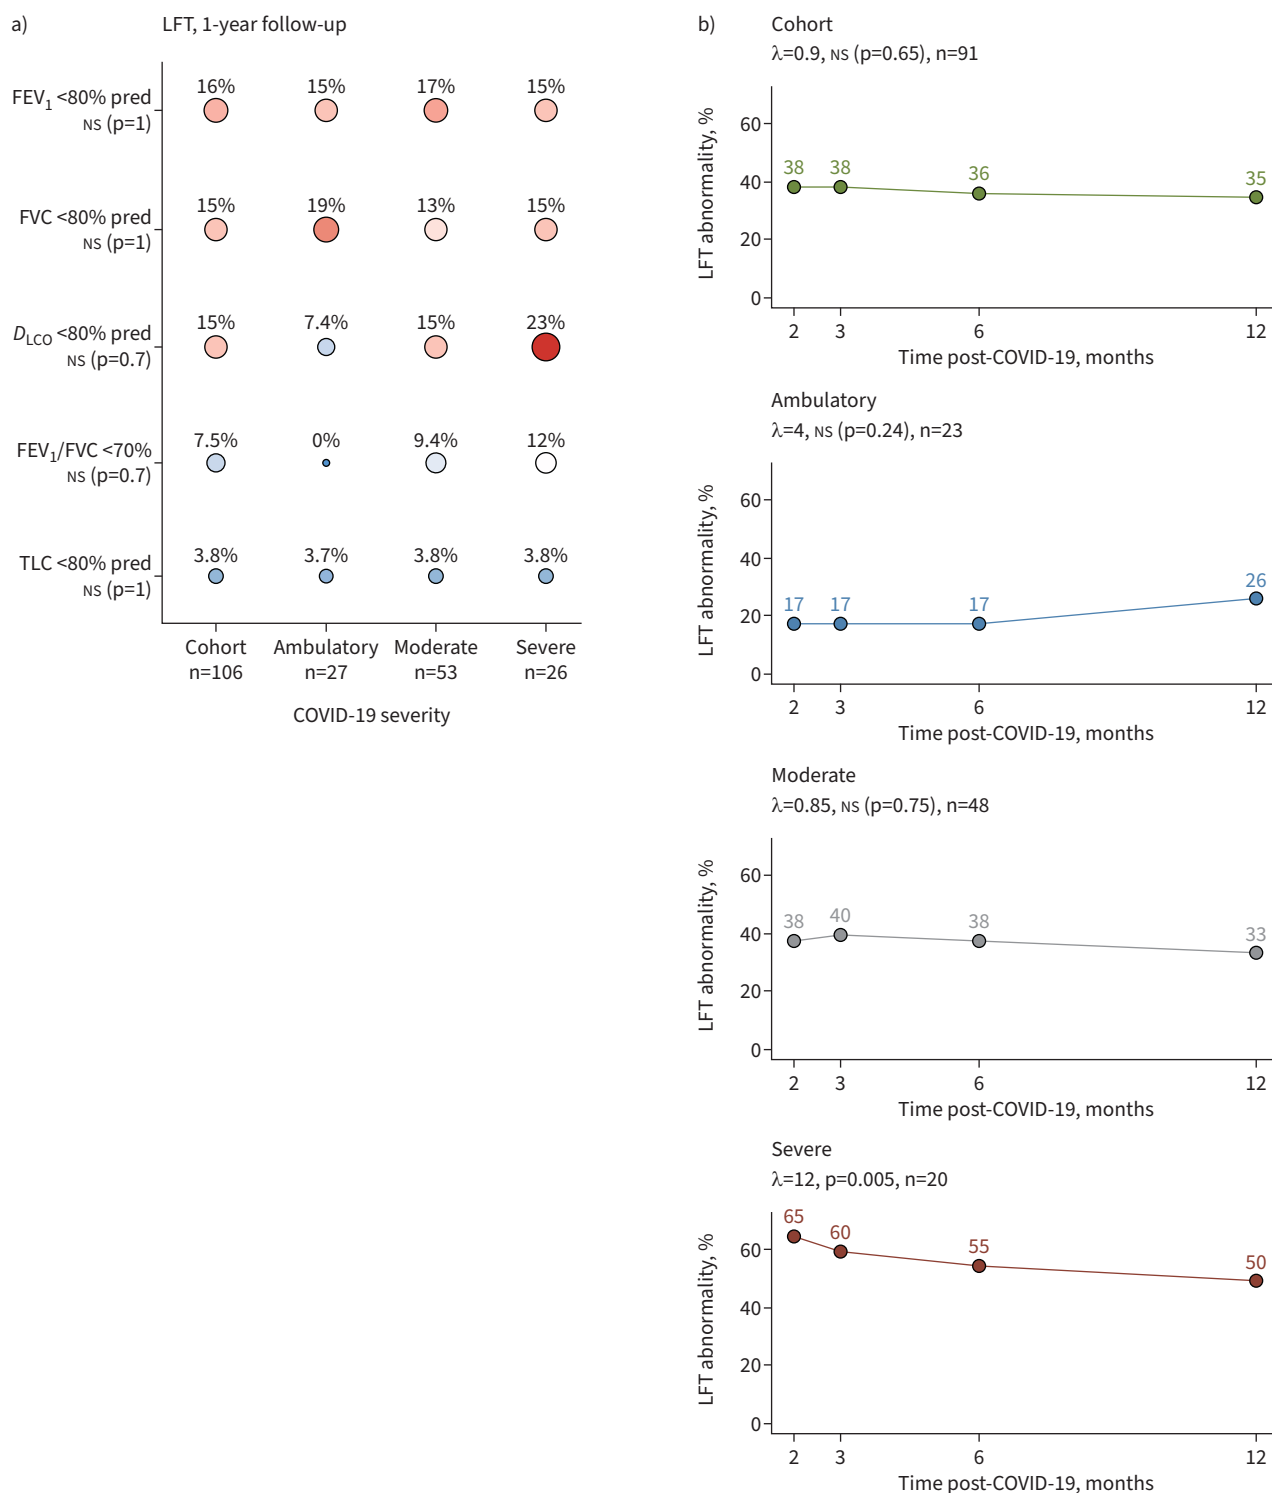 a)
LFT, 1-year follow-up
FEV1 <80% pred
NS (p=1)
16%
15%
17%
15%
FVC <80% pred
NS (p=1)
15%
19%
13%
15%
DLCO <80% pred
NS (p=0.7)
15%
7.4%
15%
23%
FEV1/FVC <70%
NS (p=0.7)
7.5%
0%
9.4%
12%
TLC <80% pred
NS (p=1)
3.8%
3.7%
3.8%
3.8%
Cohort
n=106
Ambulatory
n=27
Moderate
n=53
Severe
n=26
COVID-19 severity
b)
Cohort
λ=0.9, NS (p=0.65), n=91
LFT abnormality, %
60
40
20
0
38
38
36
35
2
3
6
12
Time post-COVID-19, months
Ambulatory
λ=4, NS (p=0.24), n=23
LFT abnormality, %
60
40
20
0
17
17
17
26
2
3
6
12
Time post-COVID-19, months
Moderate
λ=0.85, NS (p=0.75), n=48
LFT abnormality, %
60
40
20
0
38
40
38
33
2
3
6
12
Time post-COVID-19, months
Severe
λ=12, p=0.005, n=20
LFT abnormality, %
60
40
20
0
65
60
55
50
2
3
6
12
Time post-COVID-19, months